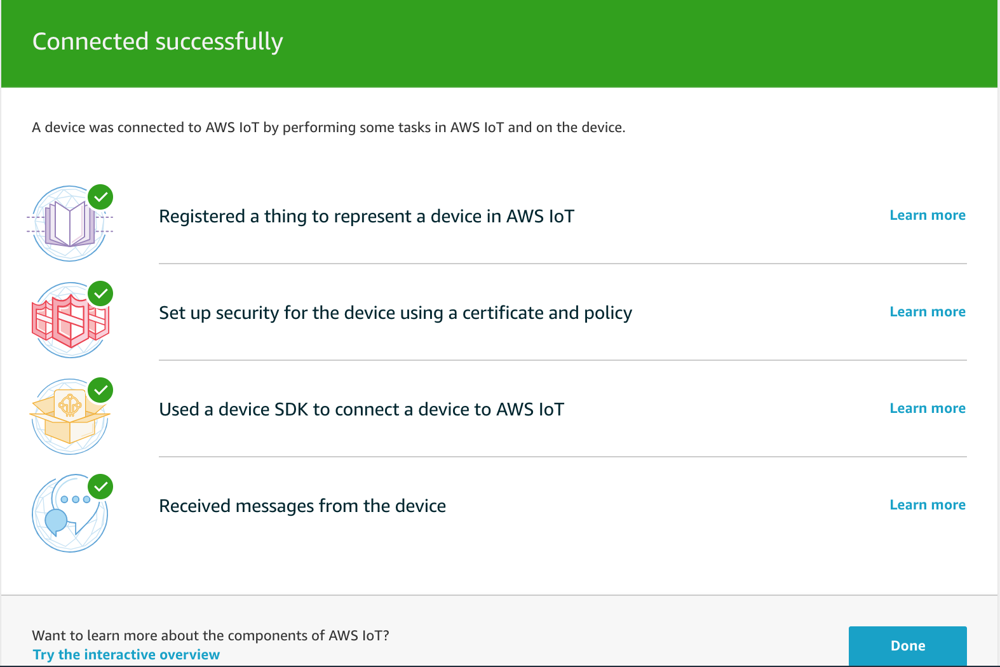 Connected successfully
A device was connected to AWS IoT by performing some tasks in AWS IoT and on the device.
Registered a thing to represent a device in AWS IoT
Learn more
Set up security for the device using a certificate and policy
Learn more
Used a device SDK to connect a device to AWS IoT
Learn more
Received messages from the device
Learn more
Want to learn more about the components of AWS IoT?
Try the interactive overview
Done